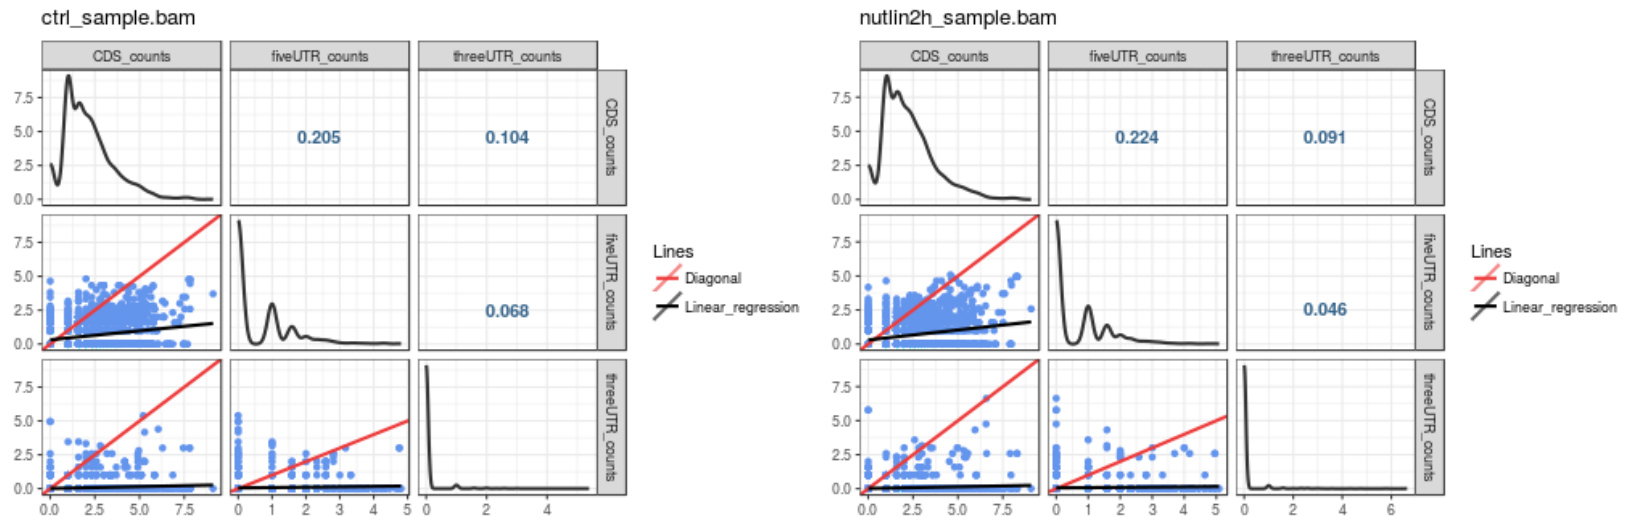 ctrl_sample.bam
CDS_counts
fiveUTR_counts
threeUTR_counts
7.5
5.0
2.5
0.0
0.205
0.104
CDS_counts
7.5
5.0
2.5
0.0
0.068
fiveUTR_counts
7.5
5.0
2.5
0.0
threeUTR_counts
0.0
2.5
5.0
7.5
0
1
2
3
4
5
0
2
4
Lines
Diagonal
Linear_regression
nutlin2h_sample.bam
CDS_counts
fiveUTR_counts
threeUTR_counts
7.5
5.0
2.5
0.0
0.224
0.091
CDS_counts
7.5
5.0
2.5
0.0
0.046
fiveUTR_counts
7.5
5.0
2.5
0.0
threeUTR_counts
0.0
2.5
5.0
7.5
0
1
2
3
4
5
0
2
4
6
Lines
Diagonal
Linear_regression